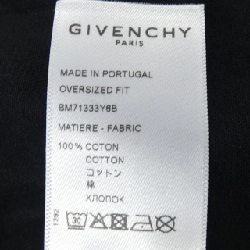 GIVENCHY
PARIS
MADE IN PORTUGAL
OVERSIZED FIT
BM71333Y6B
MATIERE - FABRIC
100% COTON
COTTON
コットン
棉
ХЛОПОК